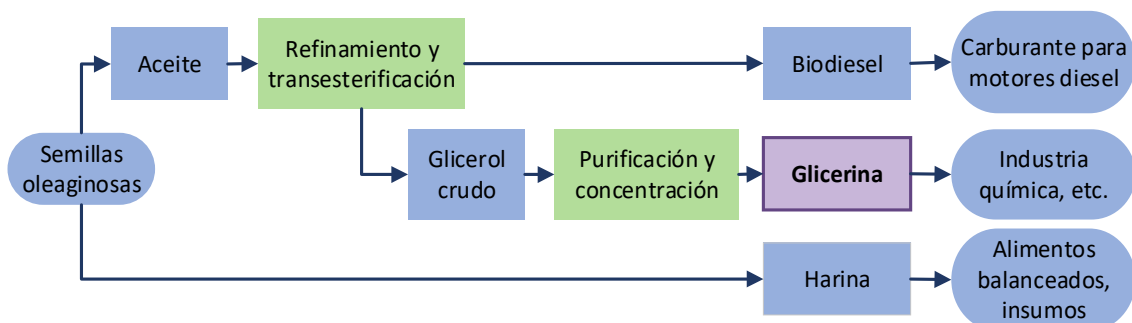 Semillas
oleaginosas
Aceite
Refinamiento y
transesterificación
Biodiesel
Carburante para
motores diesel
Glicerol
crudo
Purificación y
concentración
Glicerina
Industria
química, etc.
Harina
Alimentos
balanceados,
insumos